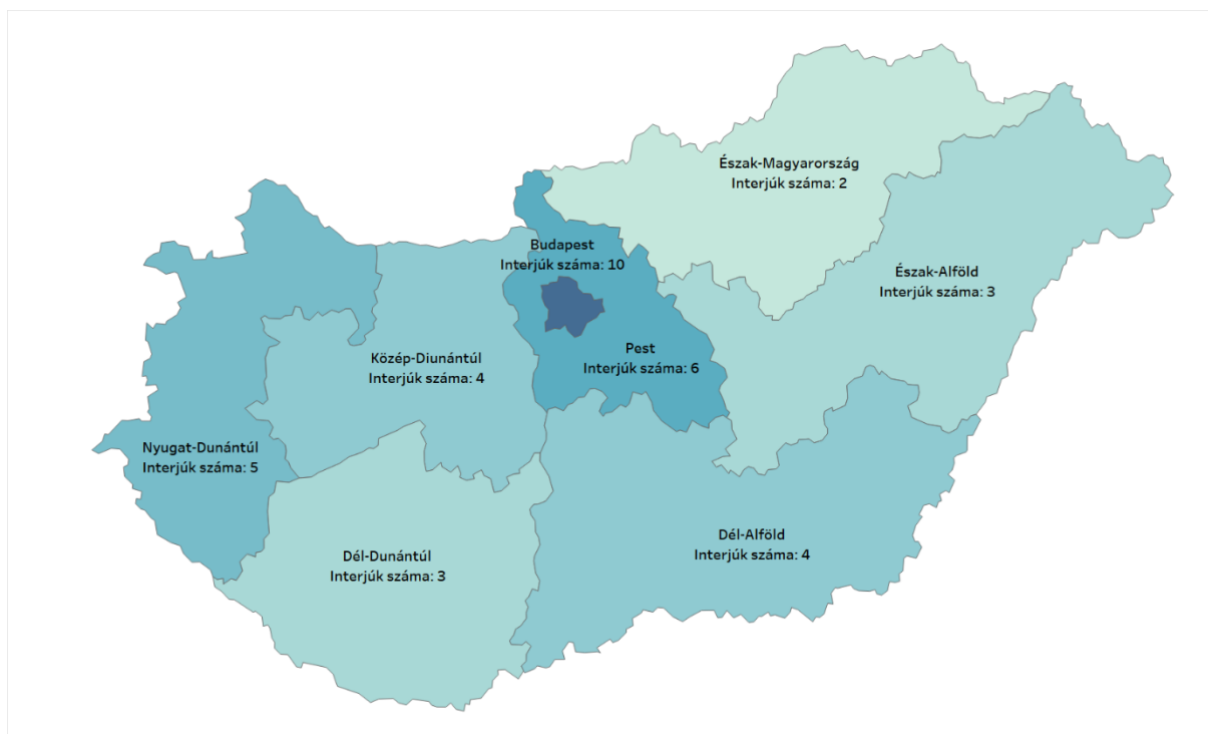 Észak-Magyarország
Interjúk száma: 2
Budapest
Interjúk száma: 10
Észak-Alföld
Interjúk száma: 3
Pest
Interjúk száma: 6
Közép-Diunántúl
Interjúk száma: 4
Nyugat-Dunántúl
Interjúk száma: 5
Dél-Alföld
Interjúk száma: 4
Dél-Dunántúl
Interjúk száma: 3